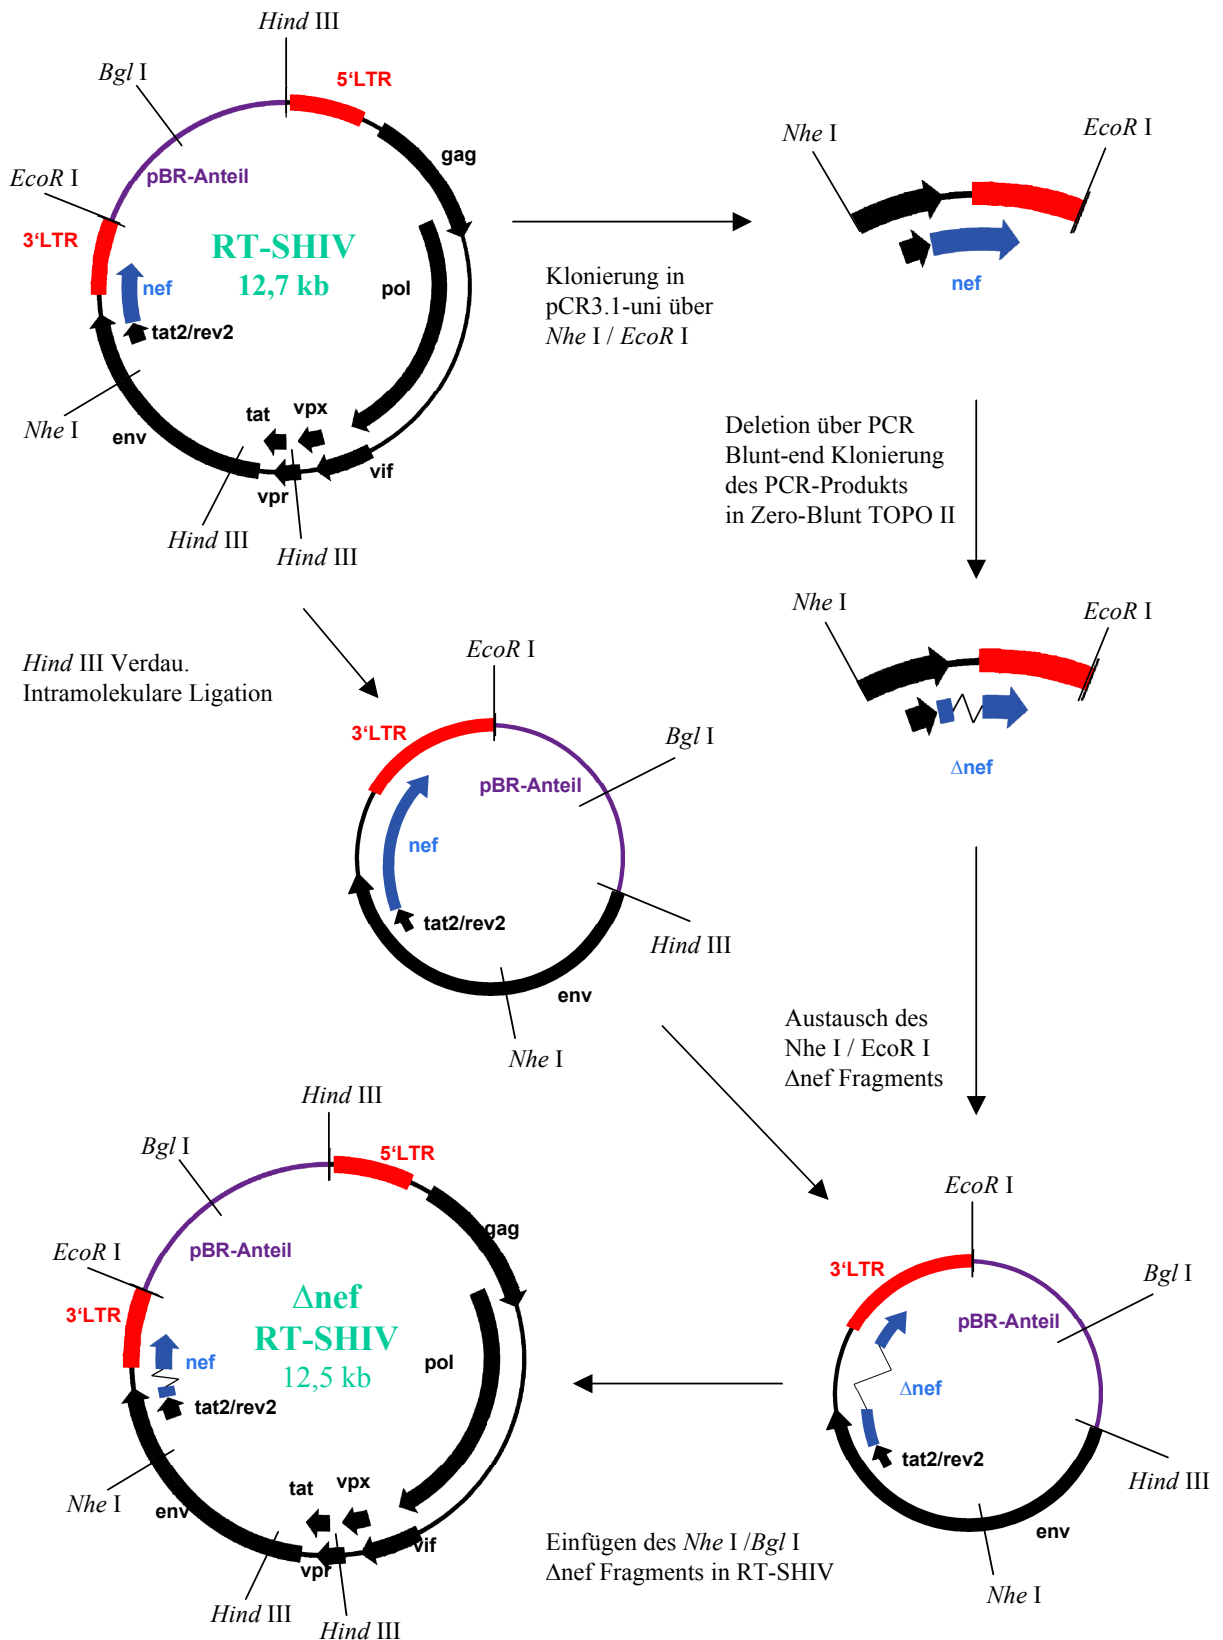 Hind III
Bgl I
5‘LTR
gag
EcoR I
pBR-Anteil
3‘LTR
RT-SHIV
12,7 kb
nef
pol
tat2/rev2
Nhe I
env
tat
vpx
vif
vpr
Hind III
Hind III
Klonierung in
pCR3.1-uni über
Nhe I / EcoR I
Nhe I
EcoR I
nef
Deletion über PCR
Blunt-end Klonierung
des PCR-Produkts
in Zero-Blunt TOPO II
Nhe I
EcoR I
Δnef
Hind III Verdau.
Intramolekulare Ligation
EcoR I
3‘LTR
Bgl I
pBR-Anteil
nef
tat2/rev2
Hind III
env
Nhe I
Austausch des
Nhe I / EcoR I
Δnef Fragments
Hind III
Bgl I
5‘LTR
gag
EcoR I
pBR-Anteil
3‘LTR
Δnef
RT-SHIV
12,5 kb
nef
pol
tat2/rev2
Nhe I
env
tat
vpx
vif
vpr
Hind III
Hind III
EcoR I
3‘LTR
Bgl I
pBR-Anteil
Δnef
tat2/rev2
Hind III
env
Nhe I
Einfügen des Nhe I /Bgl I
Δnef Fragments in RT-SHIV